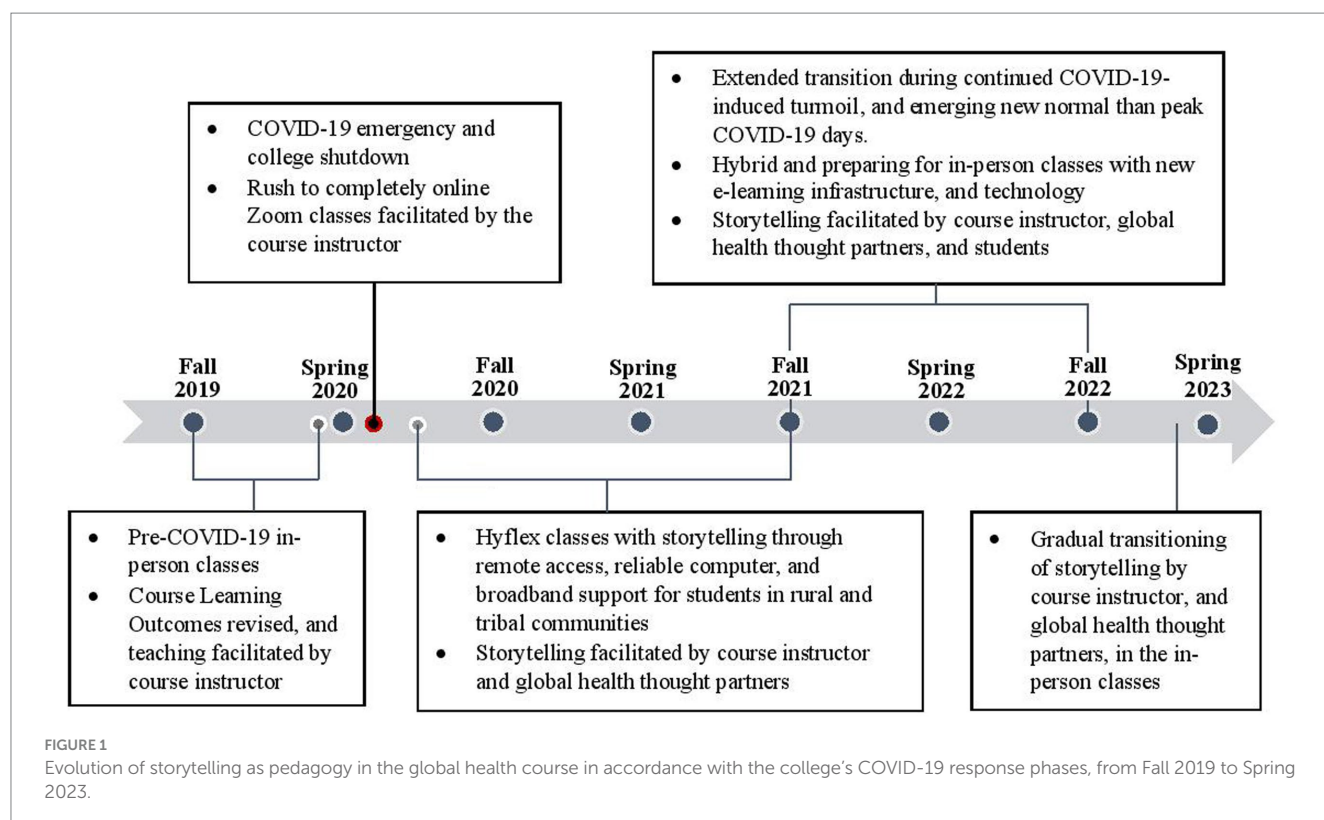 • COVID-19 emergency and
college shutdown
• Rush to completely online
Zoom classes facilitated by the
course instructor
• Extended transition during continued COVID-19-
induced turmoil, and emerging new normal than peak
COVID-19 days.
• Hybrid and preparing for in-person classes with new
e-learning infrastructure, and technology
• Storytelling facilitated by course instructor, global
health thought partners, and students
Fall
2019
Spring
2020
Fall
2020
Spring
2021
Fall
2021
Spring
2022
Fall
2022
Spring
2023
• Pre-COVID-19 in-
person classes
• Course Learning
Outcomes revised, and
teaching facilitated by
course instructor
• Hyflex classes with storytelling through
remote access, reliable computer, and
broadband support for students in rural and
tribal communities
• Storytelling facilitated by course instructor
and global health thought partners
• Gradual transitioning
of storytelling by
course instructor, and
global health thought
partners, in the in-
person classes
FIGURE 1
Evolution of storytelling as pedagogy in the global health course in accordance with the college's COVID-19 response phases, from Fall 2019 to Spring
2023.